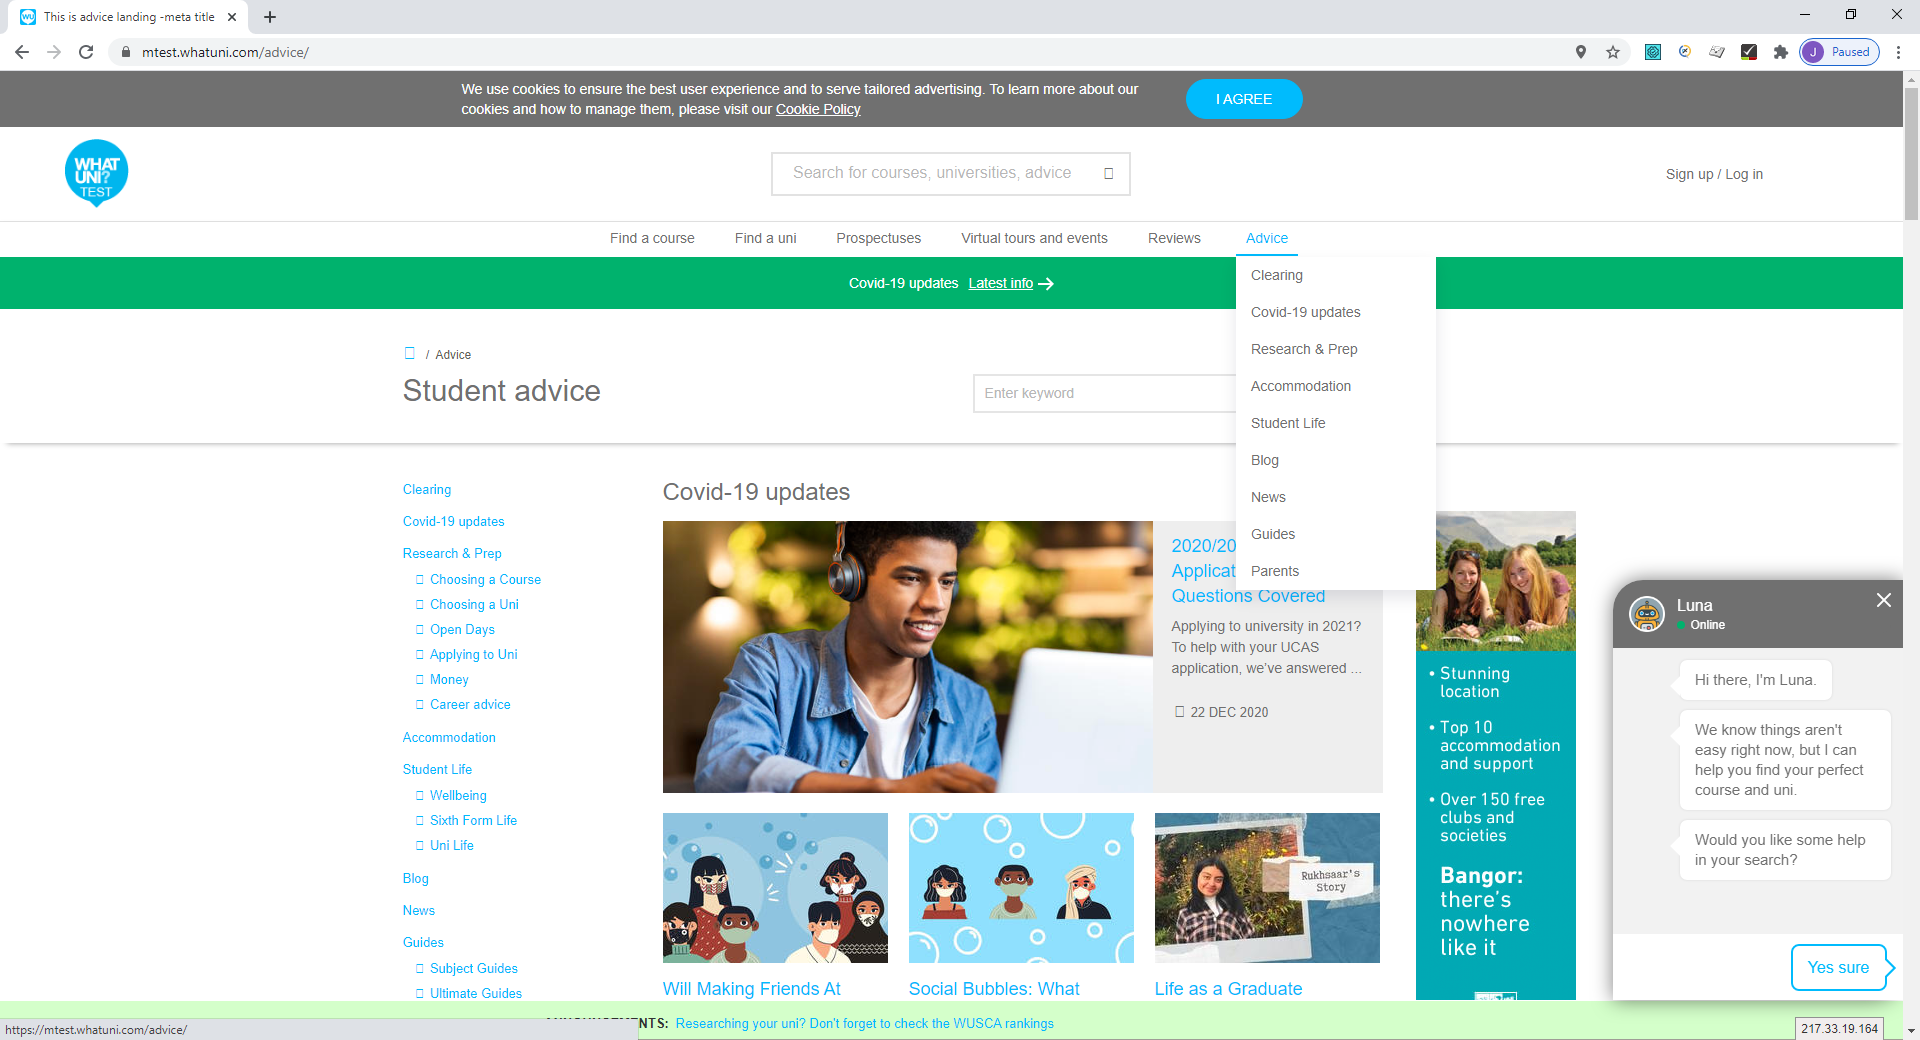 This is advice landing -meta title
mtest.whatuni.com/advice/
J Paused
We use cookies to ensure the best user experience and to serve tailored advertising. To learn more about our
cookies and how to manage them, please visit our Cookie Policy
I AGREE
WHAT
UNI?
TEST
Search for courses, universities, advice
Sign up / Log in
Find a course Find a uni Prospectuses Virtual tours and events Reviews Advice
Covid-19 updates Latest info
Clearing
Covid-19 updates
Research & Prep
Accommodation
Student Life
Blog
News
Guides
Parents
/ Advice
Student advice
Enter keyword
Clearing
Covid-19 updates
Research & Prep
Choosing a Course
Choosing a Uni
Open Days
Applying to Uni
Money
Career advice
Accommodation
Student Life
Wellbeing
Sixth Form Life
Uni Life
Blog
News
Guides
Subject Guides
Ultimate Guides
Covid-19 updates
2020/20
Applicat
Questions Covered
Applying to university in 2021?
To help with your UCAS
application, we've answered ...
22 DEC 2020
Rukhsaar's
Story
Will Making Friends At
Social Bubbles: What
Life as a Graduate
• Stunning
location
• Top 10
accommodation
and support
• Over 150 free
clubs and
societies
Bangor:
there's
nowhere
like it
Luna
Online
Hi there, I'm Luna.
We know things aren't
easy right now, but I can
help you find your perfect
course and uni.
Would you like some help
in your search?
Yes sure
ANNOUNCEMENTS: Researching your uni? Don't forget to check the WUSCA rankings
https://mtest.whatuni.com/advice/
217.33.19.164